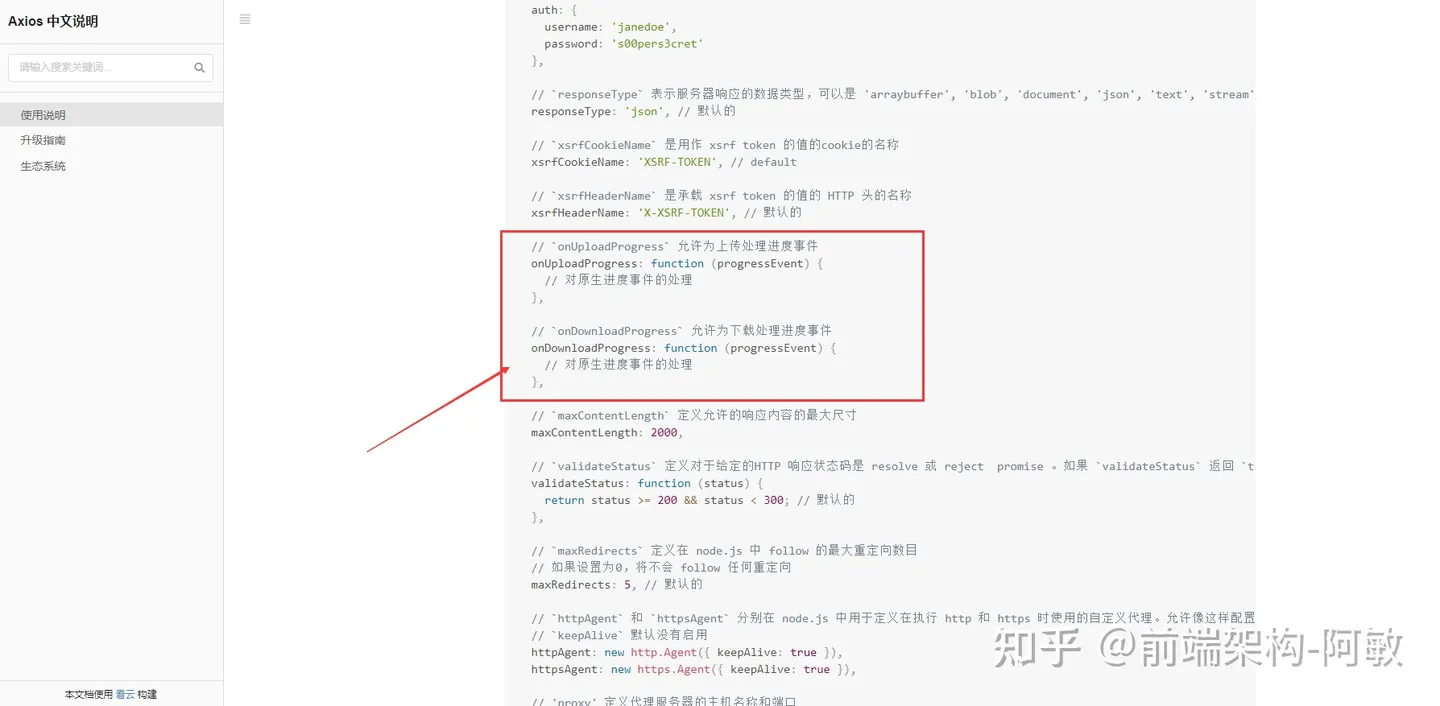 Axios 中文说明
请输入搜索关键词...
使用说明
升级指南
生态系统
本文档使用 看云 构建
auth: {
username: 'janedoe',
password: 's00pers3cret'
},
// `responseType` 表示服务器响应的数据类型，可以是 'arraybuffer', 'blob', 'document', 'json', 'text', 'stream'
responseType: 'json', // 默认的
// `xsrfCookieName` 是用作 xsrf token 的值的cookie的名称
xsrfCookieName: 'XSRF-TOKEN', // default
// `xsrfHeaderName` 是承载 xsrf token 的值的 HTTP 头的名称
xsrfHeaderName: 'X-XSRF-TOKEN', // 默认的
// `onUploadProgress` 允许为上传处理进度事件
onUploadProgress: function (progressEvent) {
// 对原生进度事件的处理
},
// `onDownloadProgress` 允许为下载处理进度事件
onDownloadProgress: function (progressEvent) {
// 对原生进度事件的处理
},
// `maxContentLength` 定义允许的响应内容的最大尺寸
maxContentLength: 2000,
// `validateStatus` 定义对于给定的HTTP 响应状态码是 resolve 或 reject  promise 。如果 `validateStatus` 返回 `t
validateStatus: function (status) {
return status >= 200 && status < 300; // 默认的
},
// `maxRedirects` 定义在 node.js 中 follow 的最大重定向数目
// 如果设置为0，将不会 follow 任何重定向
maxRedirects: 5, // 默认的
// `httpAgent` 和 `httpsAgent` 分别在 node.js 中用于定义在执行 http 和 https 时使用的自定义代理。允许像这样配置
// `keepAlive` 默认没有启用
httpAgent: new http.Agent({ keepAlive: true }),
httpsAgent: new https.Agent({ keepAlive: true }),
// 'proxy' 定义代理服务器的主机名称和端口
知乎 @前端架构-阿敏